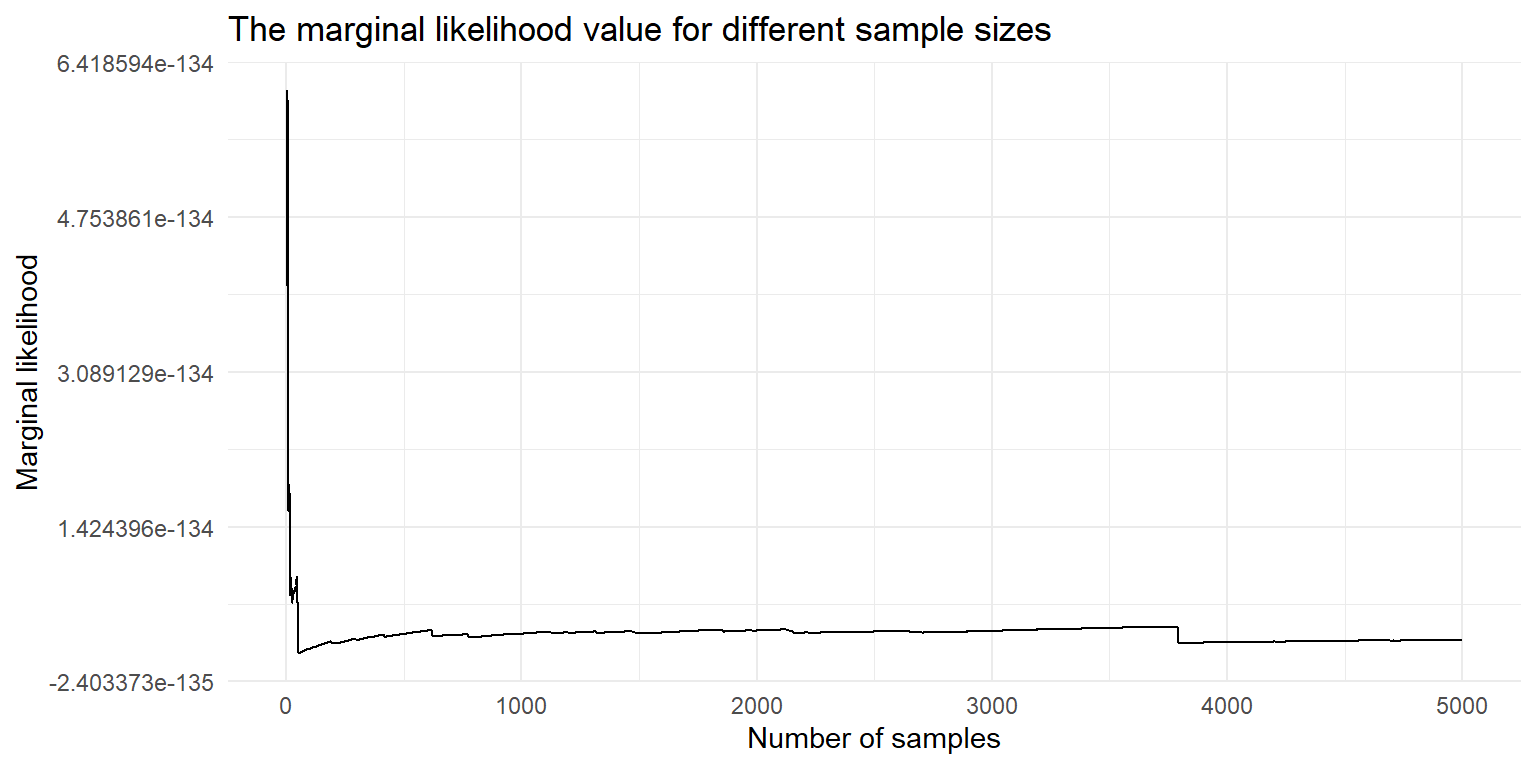 The marginal likelihood value for different sample sizes
6.418594e-134
4.753861e-134
3.089129e-134
1.424396e-134
-2.403373e-135
Marginal likelihood
0 1000 2000 3000 4000 5000
Number of samples